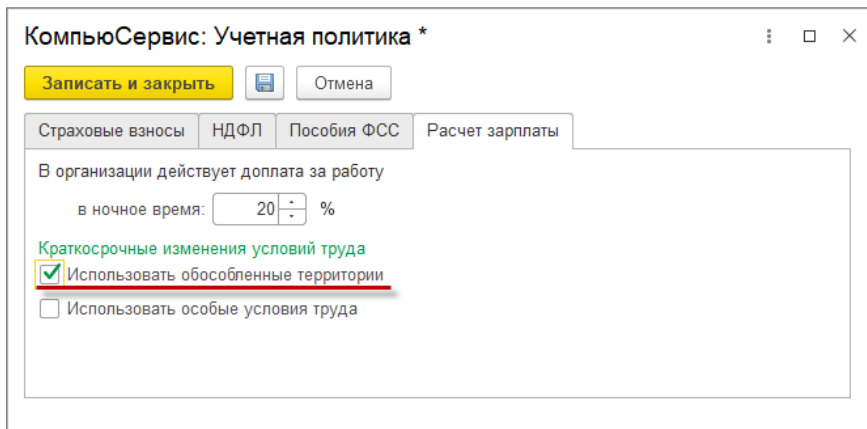 КомпьюСервис: Учетная политика *
Записать и закрыть Отмена
Страховые взносы НДФЛ Пособия ФСС Расчет зарплаты
В организации действует доплата за работу
в ночное время: 20 %
Краткосрочные изменения условий труда
Использовать обособленные территории
Использовать особые условия труда